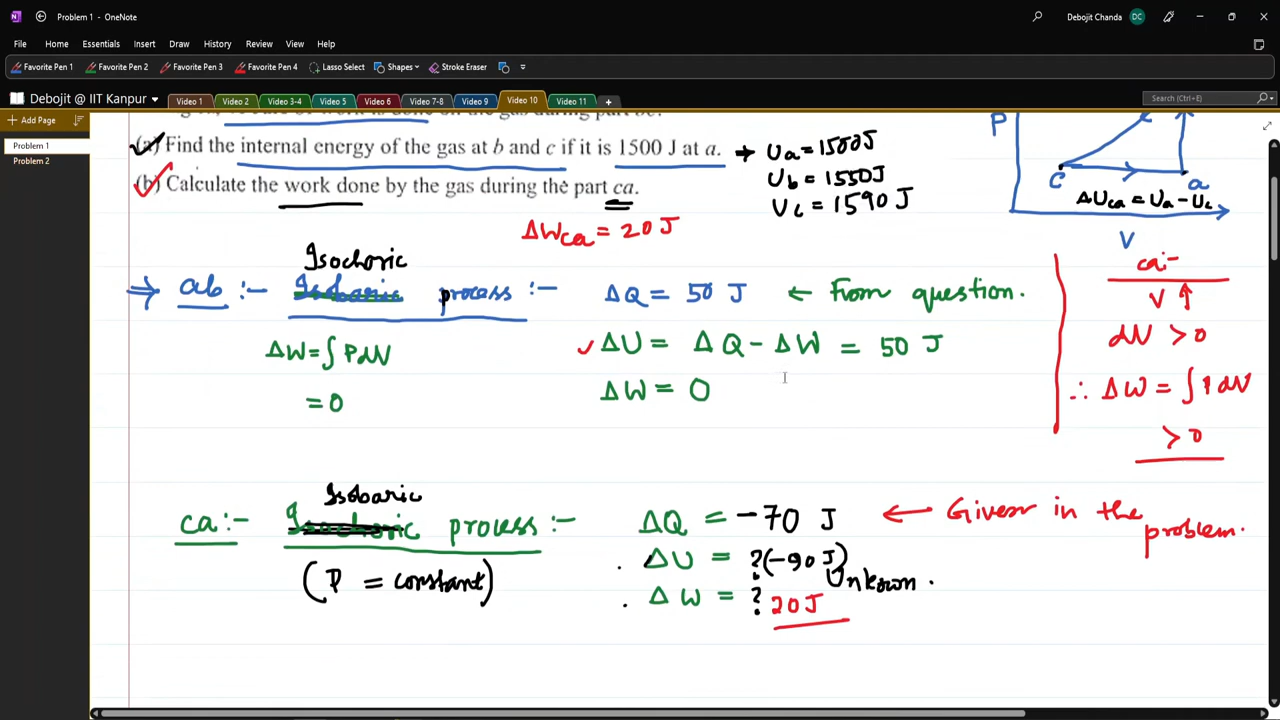 Problem 1 - OneNote
Debojit Chanda DC
File Home Essentials Insert Draw History Review View Help
Favorite Pen 1 Favorite Pen 2 Favorite Pen 3 Favorite Pen 4 Lasso Select Shapes Stroke Eraser
Debojit @ IIT Kanpur Video 1 Video 2 Video 3-4 Video 5 Video 6 Video 7-8 Video 9 Video 10 Video 11 +
Search (Ctrl+E)
+ Add Page
Problem 1
Problem 2
(a) Find the internal energy of the gas at b and c if it is 1500 J at a. → Ua = 1500J
Ub = 1550J
Uc = 1590 J
(b) Calculate the work done by the gas during the part ca.
ΔWca = 20 J
P
c
a
ΔUca = Ua - Uc
V
Isochoric
⇒ ab :- Isobaric process :- ΔQ = 50 J ← From question.
ΔW = ∫ P dV
= 0
ΔU = ΔQ - ΔW = 50 J
ΔW = 0
ca:-
V ↑
dV > 0
∴ ΔW = ∫ P dV
> 0
Isobaric
ca :- Isochoric process :- ΔQ = -70 J ← Given in the problem.
(P = constant)
ΔU = ? (-90 J) Unkown.
ΔW = ? 20 J